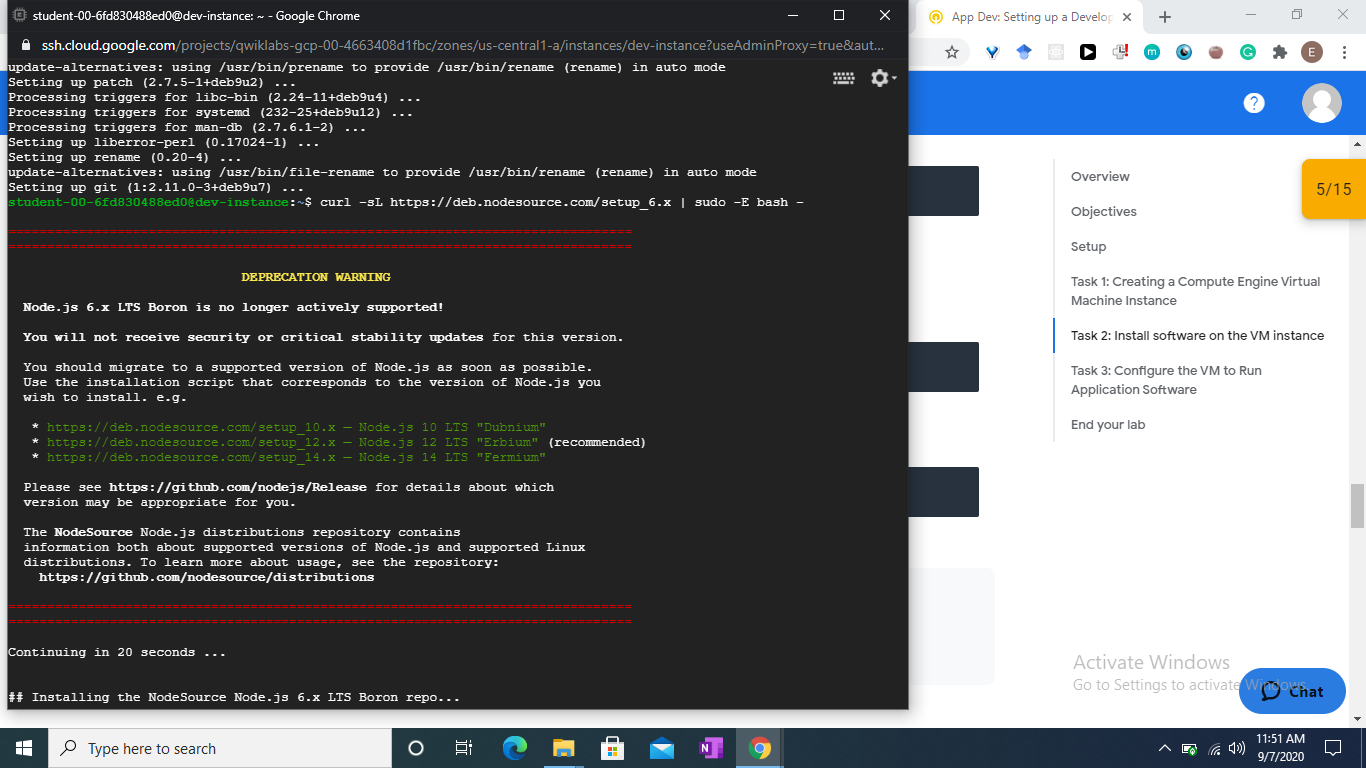 student-00-6fd830488ed0@dev-instance: ~ - Google Chrome
ssh.cloud.google.com/projects/qwiklabs-gcp-00-4663408d1fbc/zones/us-central1-a/instances/dev-instance?useAdminProxy=true&aut...
update-alternatives: using /usr/bin/prename to provide /usr/bin/rename (rename) in auto mode
Setting up patch (2.7.5-1+deb9u2) ...
Processing triggers for libc-bin (2.24-11+deb9u4) ...
Processing triggers for systemd (232-25+deb9u12) ...
Processing triggers for man-db (2.7.6.1-2) ...
Setting up liberror-perl (0.17024-1) ...
Setting up rename (0.20-4) ...
update-alternatives: using /usr/bin/file-rename to provide /usr/bin/rename (rename) in auto mode
Setting up git (1:2.11.0-3+deb9u7) ...
student-00-6fd830488ed0@dev-instance:~$ curl -sL https://deb.nodesource.com/setup_6.x | sudo -E bash -
================================================================================
================================================================================
DEPRECATION WARNING
Node.js 6.x LTS Boron is no longer actively supported!
You will not receive security or critical stability updates for this version.
You should migrate to a supported version of Node.js as soon as possible.
Use the installation script that corresponds to the version of Node.js you
wish to install. e.g.
* https://deb.nodesource.com/setup_10.x — Node.js 10 LTS "Dubnium"
* https://deb.nodesource.com/setup_12.x — Node.js 12 LTS "Erbium" (recommended)
* https://deb.nodesource.com/setup_14.x — Node.js 14 LTS "Fermium"
Please see https://github.com/nodejs/Release for details about which
version may be appropriate for you.
The NodeSource Node.js distributions repository contains
information both about supported versions of Node.js and supported Linux
distributions. To learn more about usage, see the repository:
https://github.com/nodesource/distributions
================================================================================
================================================================================
Continuing in 20 seconds ...
## Installing the NodeSource Node.js 6.x LTS Boron repo...
App Dev: Setting up a Develop
E
5/15
Overview
Objectives
Setup
Task 1: Creating a Compute Engine Virtual
Machine Instance
Task 2: Install software on the VM instance
Task 3: Configure the VM to Run
Application Software
End your lab
Activate Windows
Go to Settings to activate Windows.
Chat
Type here to search
11:51 AM
9/7/2020